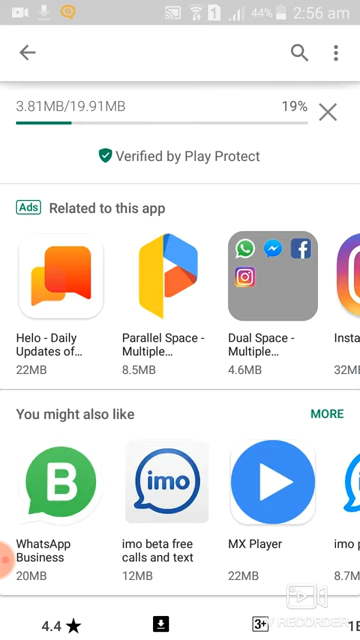 1 44% 2:56 am
3.81MB/19.91MB 19%
Verified by Play Protect
Ads Related to this app
Helo - Daily Updates of...
22MB
Parallel Space - Multiple...
8.5MB
Dual Space - Multiple...
4.6MB
Insta
32M
You might also like MORE
B
imo
WhatsApp Business
20MB
imo beta free calls and text
12MB
MX Player
22MB
imo p
8.7M
4.4 ★ 3+
RECORDER